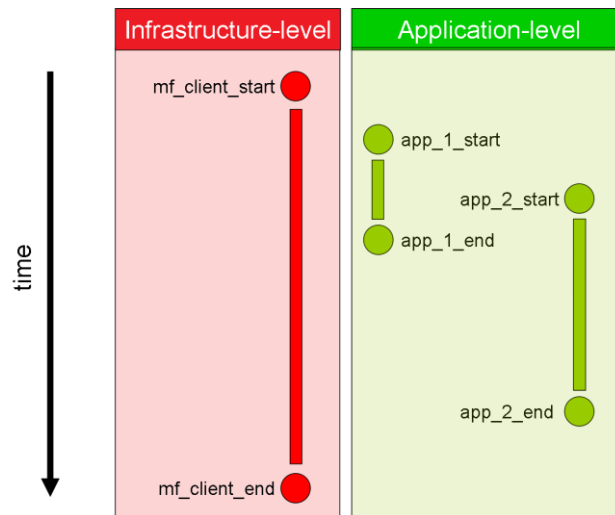 Infrastructure-level
Application-level
time
mf_client_start
app_1_start
app_2_start
app_1_end
app_2_end
mf_client_end